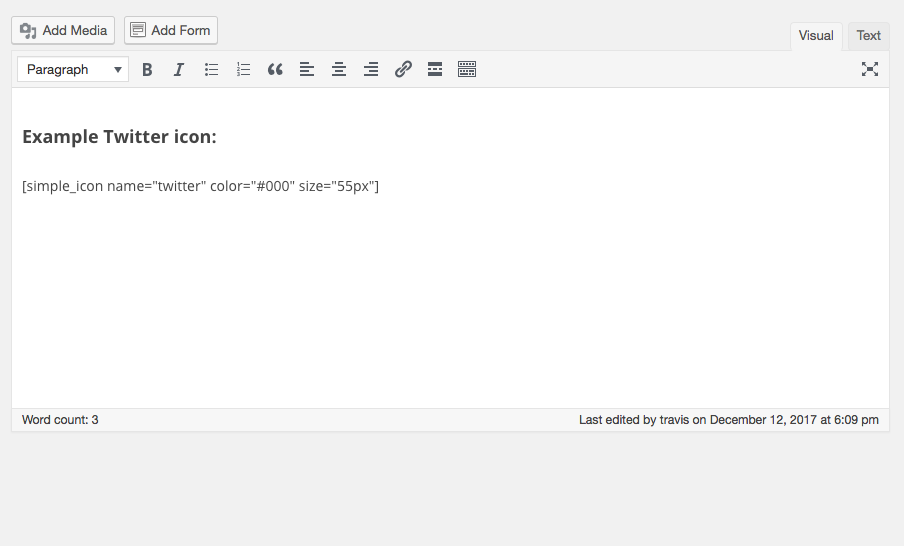 Add Media Add Form
Visual Text
Paragraph B I
Example Twitter icon:
[simple_icon name="twitter" color="#000" size="55px"]
Word count: 3 Last edited by travis on December 12, 2017 at 6:09 pm